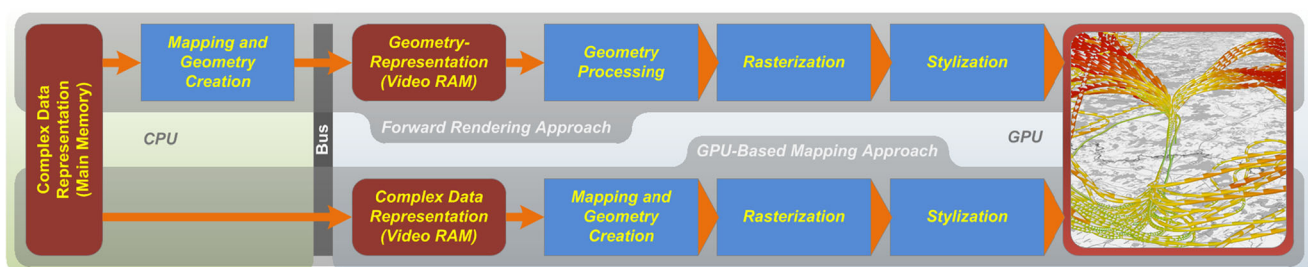 Complex Data
Representation
(Main Memory)
Mapping and
Geometry
Creation
Bus
Geometry-
Representation
(Video RAM)
Geometry
Processing
Rasterization
Stylization
CPU
Forward Rendering Approach
GPU-Based Mapping Approach
GPU
Complex Data
Representation
(Video RAM)
Mapping and
Geometry
Creation
Rasterization
Stylization